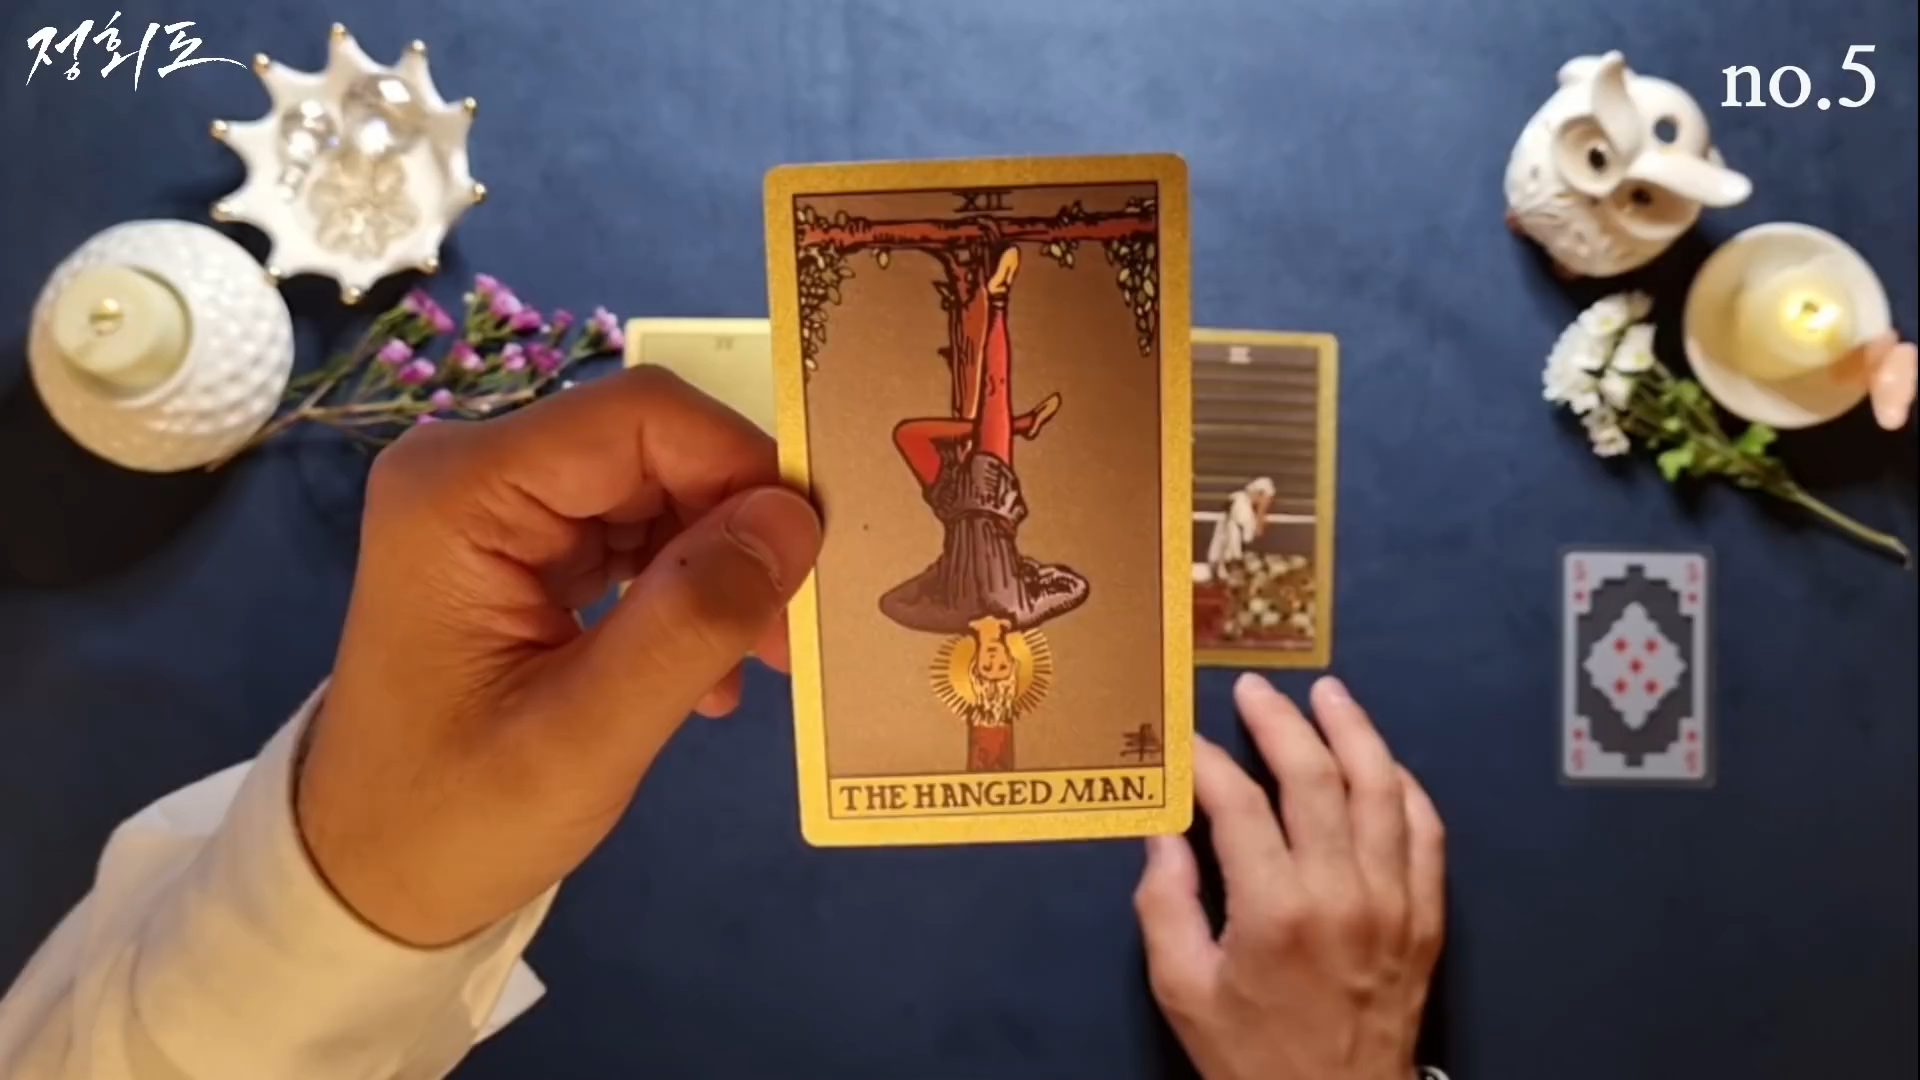 정회도
no.5
XII
THE HANGED MAN.